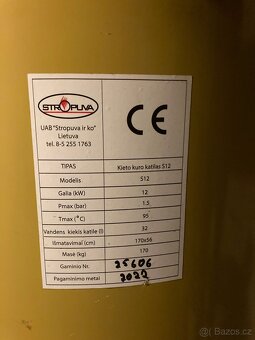 STROPUVA
UAB "Stropuva ir ko"
Lietuva
tel. 8-5 255 1763
CE
TIPAS Kieto kuro katilas S12
Modelis S12
Galia (kW) 12
Pmax (bar) 1.5
Tmax (°C) 95
Vandens kiekis katile (l) 32
Išmatavimai (cm) 170x56
Masė (kg) 170
Gaminio Nr. 25606
Pagaminimo metai 2022
© Bazos.cz